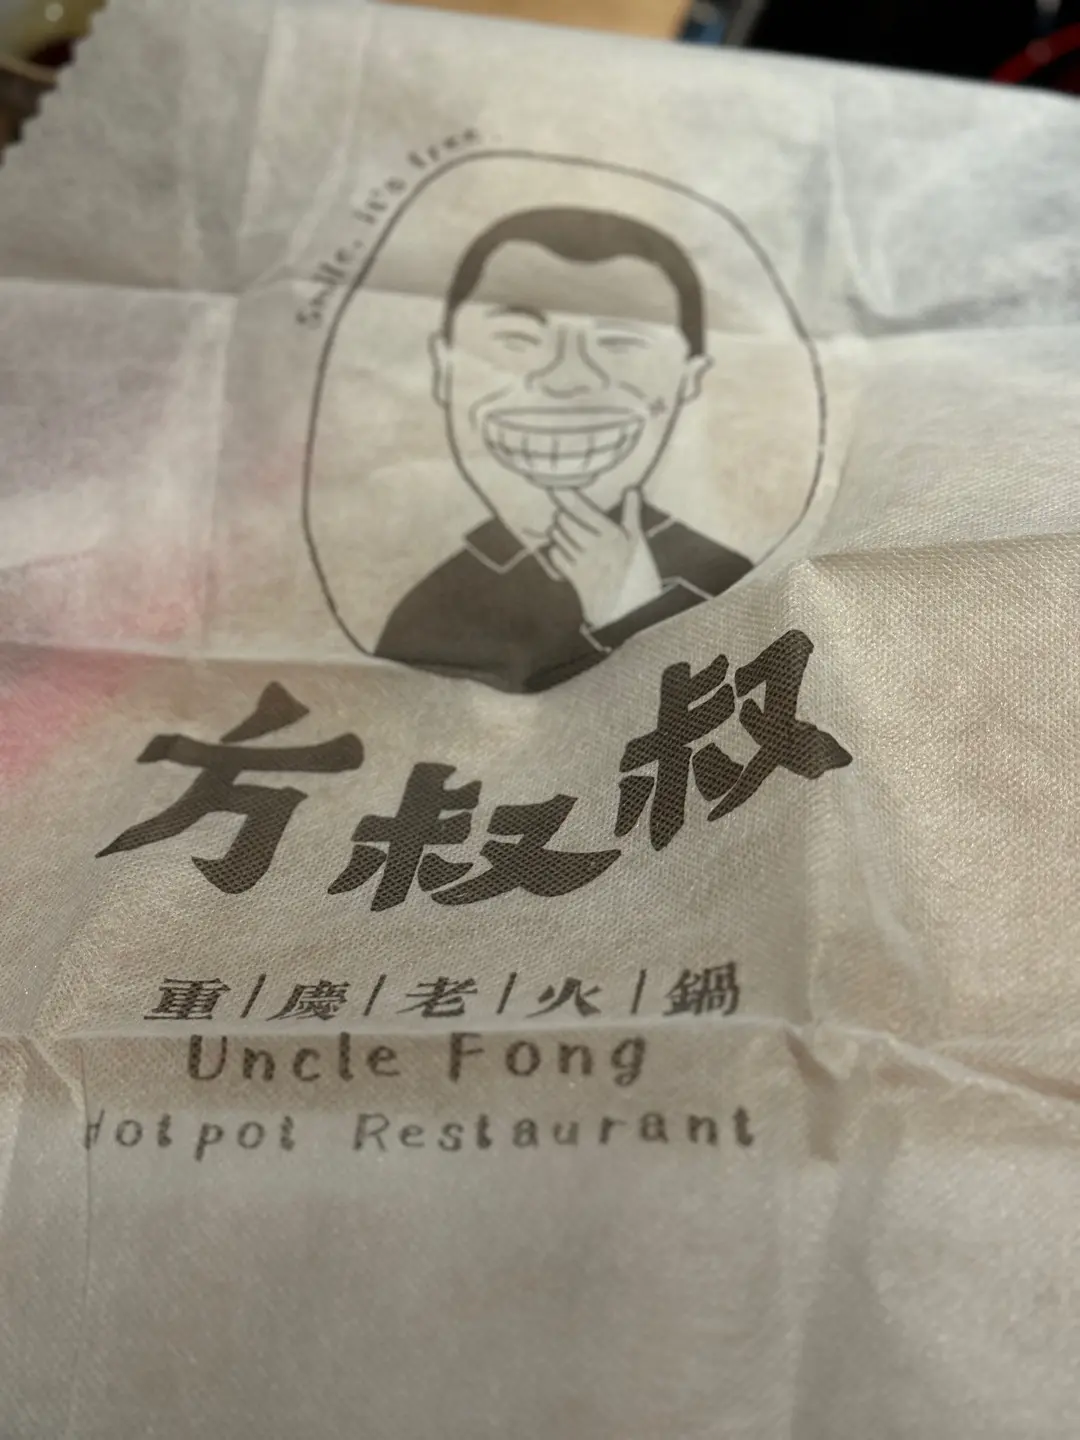 Smile, it's free.
方叔叔
重|慶|老|火|鍋
Uncle Fong
Hotpot Restaurant